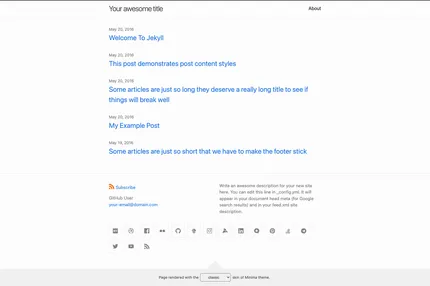 Your awesome title
About
May 20, 2016
Welcome To Jekyll
May 20, 2016
This post demonstrates post content styles
May 20, 2016
Some articles are just so long they deserve a really long title to see if
things will break well
May 20, 2016
My Example Post
May 19, 2016
Some articles are just so short that we have to make the footer stick
Subscribe
(GitHub Use)
your-email@domain.com
Write an awesome description for your new site
here. You can edit this line in _config.yml. It will
appear in your document head meta (for Google
search results) and in your feed.xml site
description.
Page rendered with the classic skin of Minima theme.